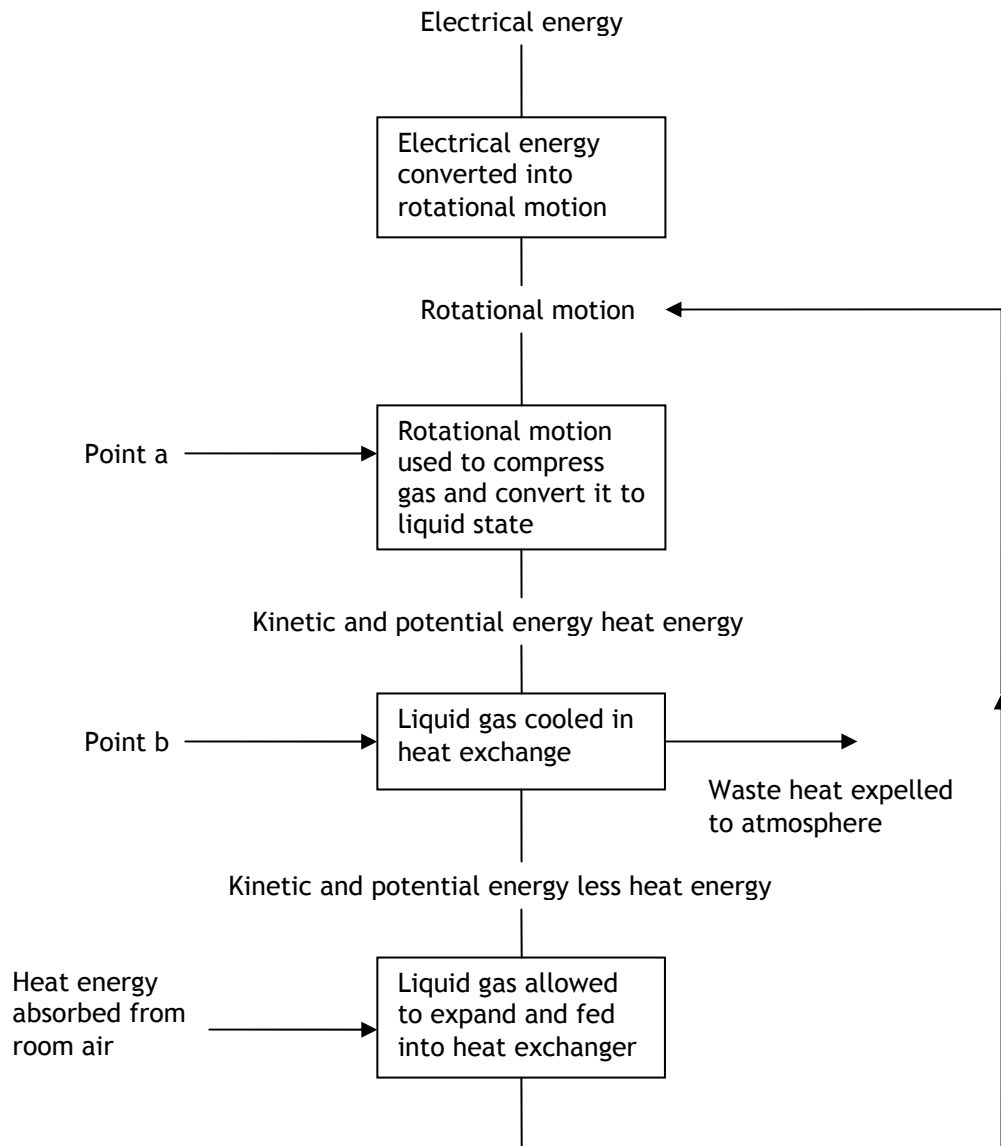 Electrical energy
Electrical energy
converted into
rotational motion
Rotational motion
Point a
Rotational motion
used to compress
gas and convert it to
liquid state
Kinetic and potential energy heat energy
Point b
Liquid gas cooled in
heat exchange
Waste heat expelled
to atmosphere
Kinetic and potential energy less heat energy
Heat energy
absorbed from
room air
Liquid gas allowed
to expand and fed
into heat exchanger